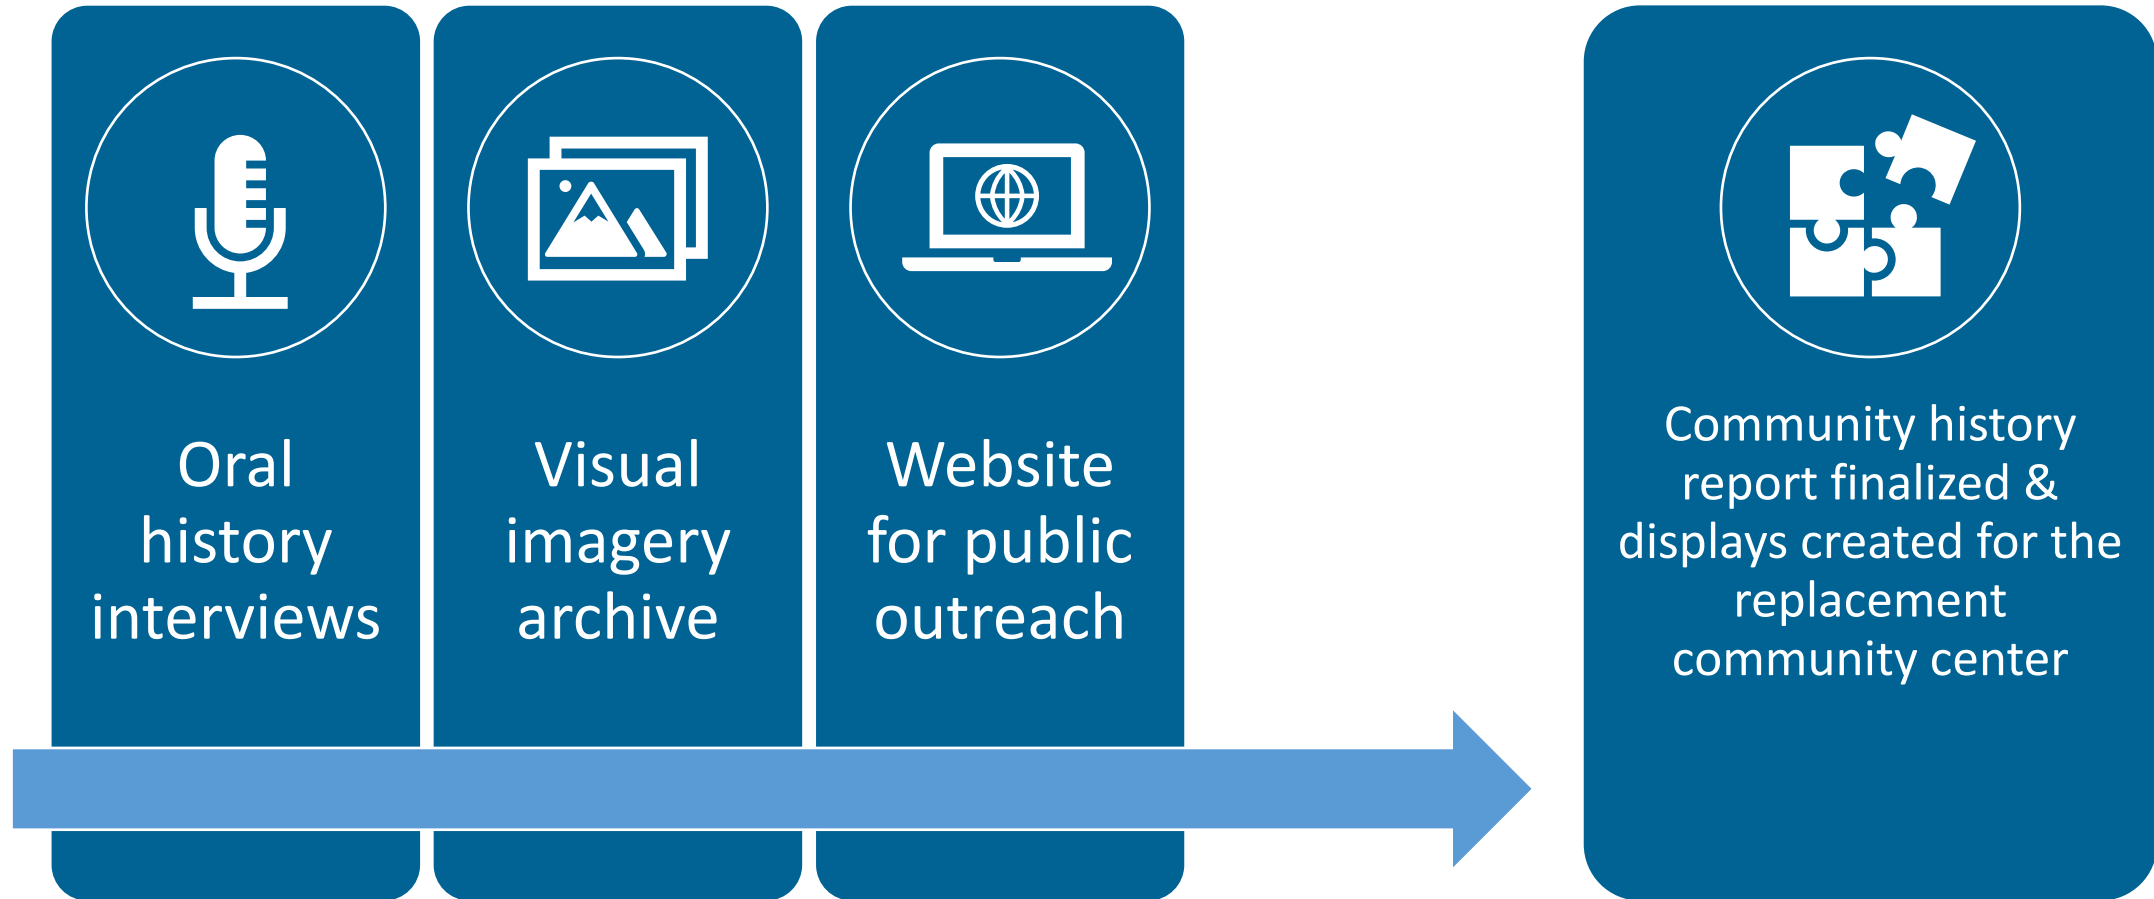 Oral
history
interviews
Visual
imagery
archive
Website
for public
outreach
Community history
report finalized &
displays created for the
replacement
community center